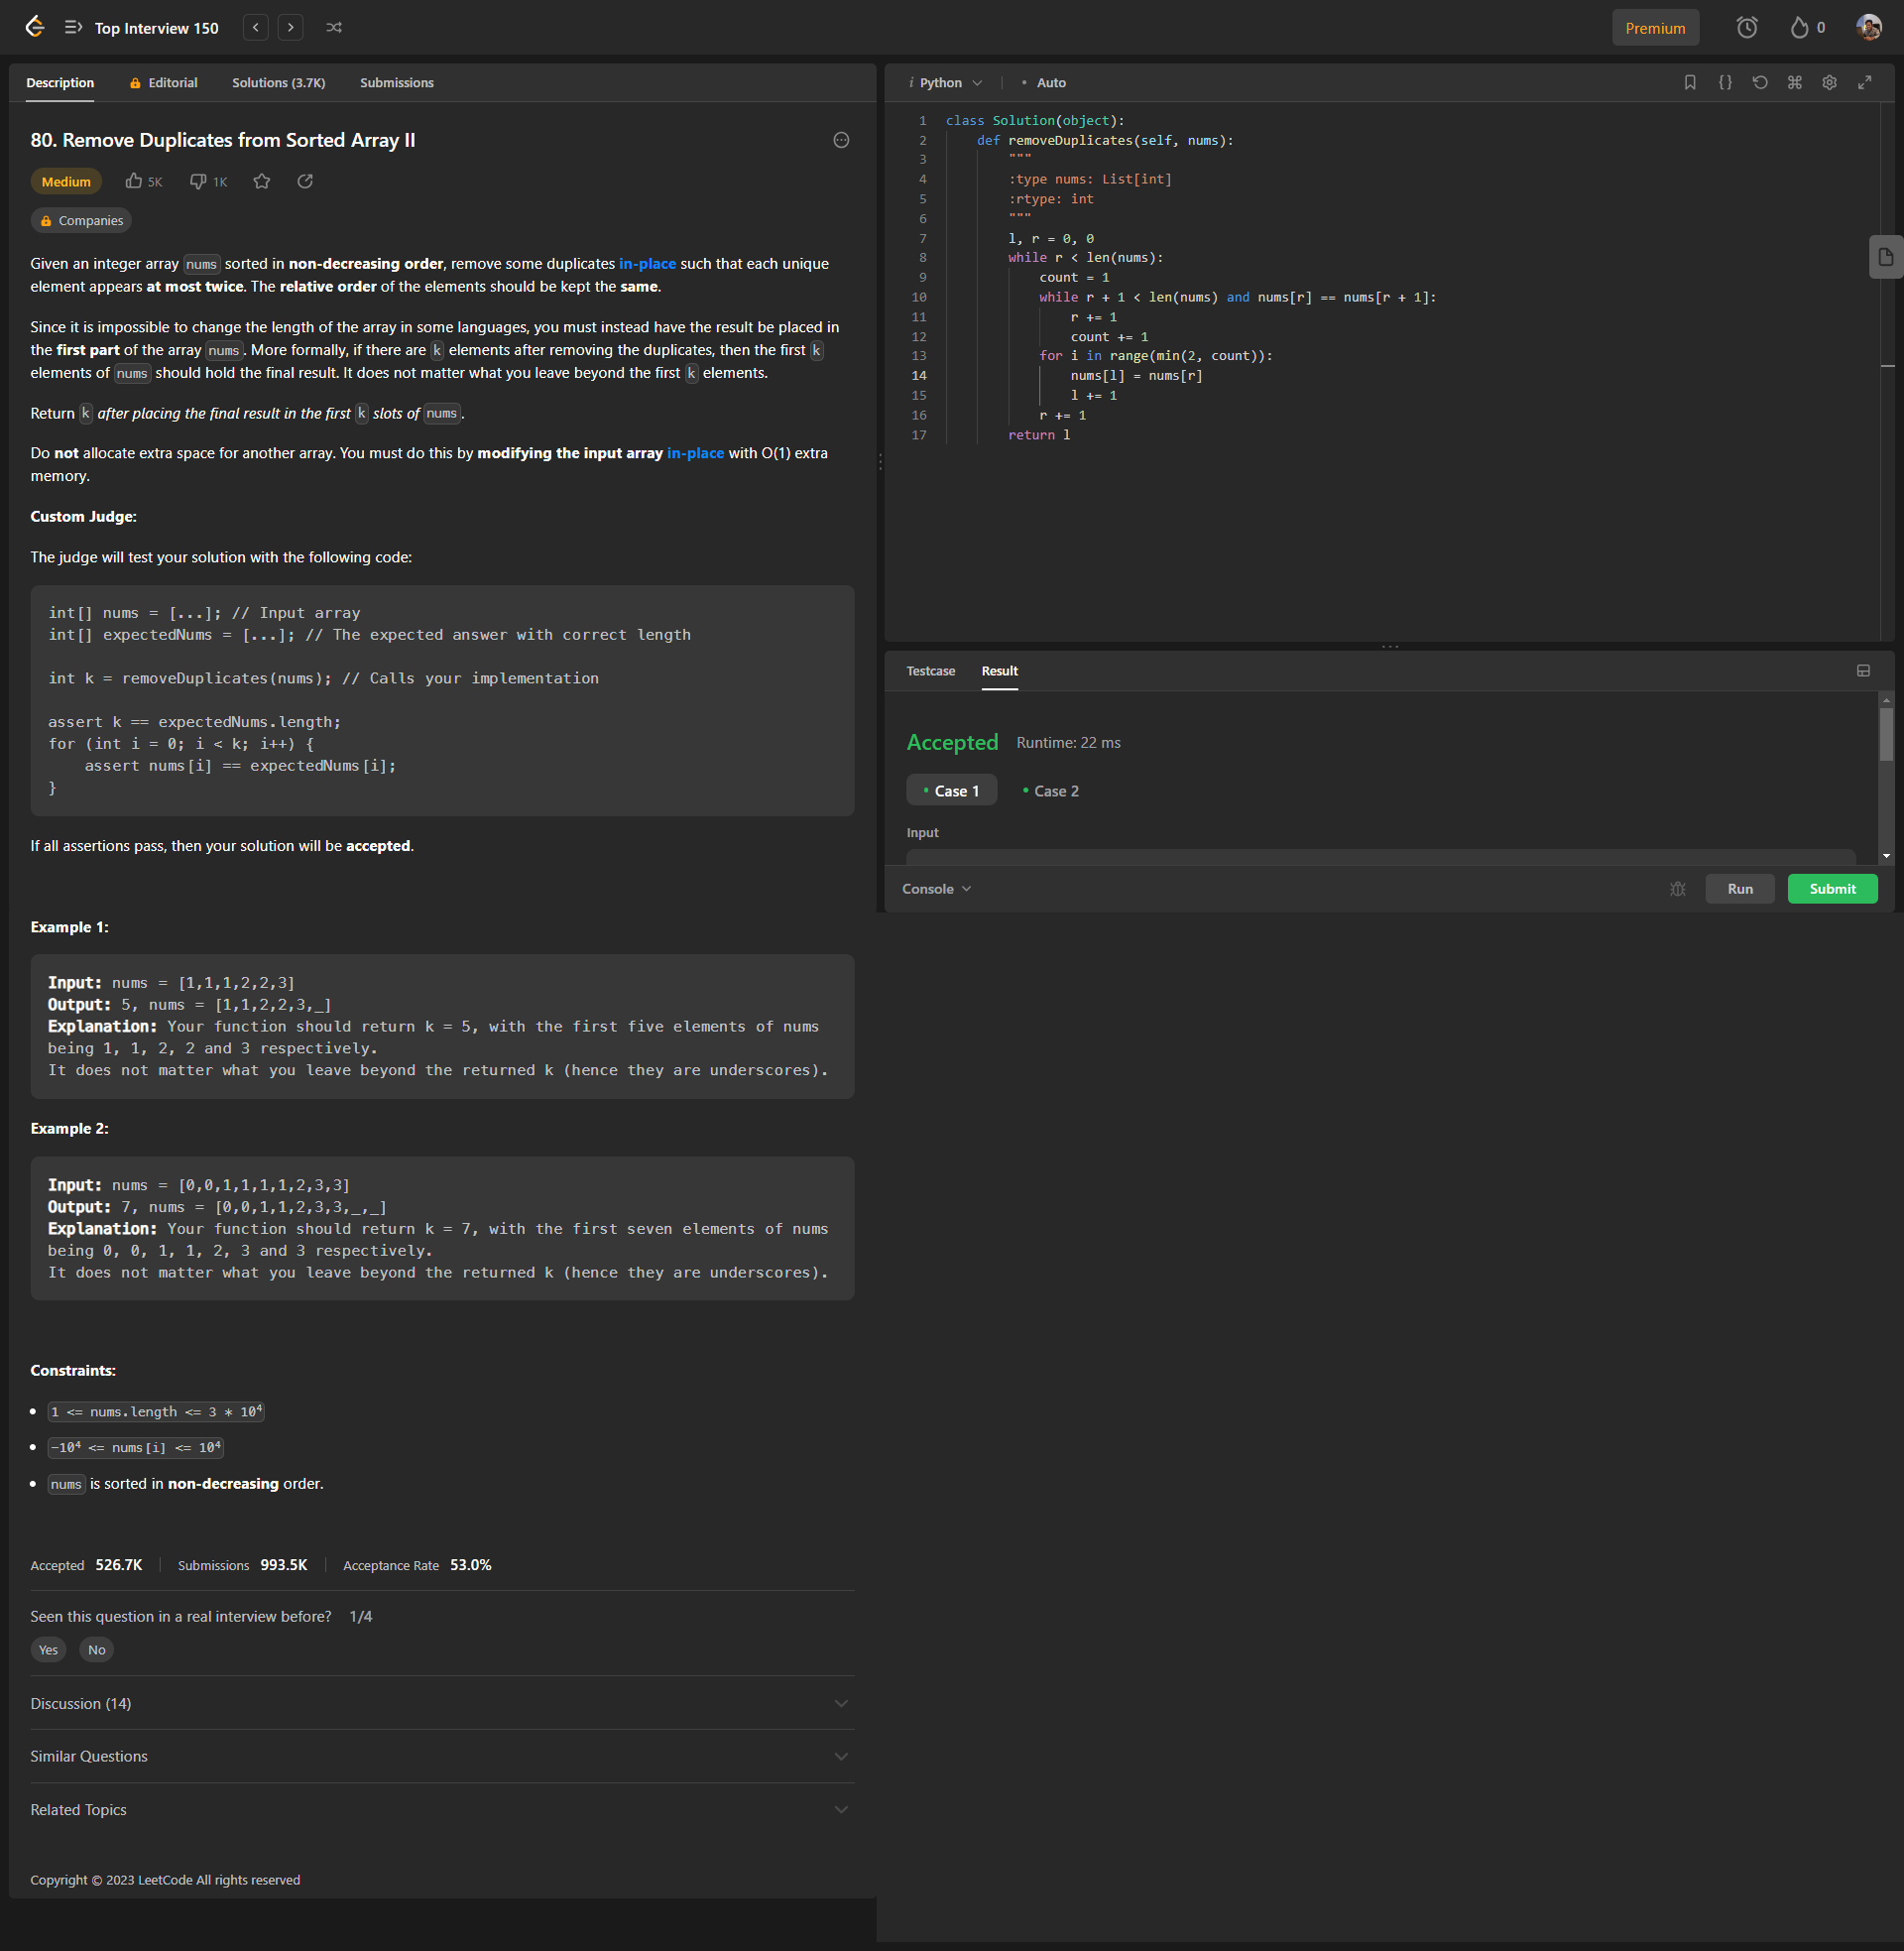 Top Interview 150
Premium
0
Description
Editorial
Solutions (3.7K)
Submissions
80. Remove Duplicates from Sorted Array II
Medium
5K
1K
Companies
Given an integer array nums sorted in non-decreasing order, remove some duplicates in-place such that each unique
element appears at most twice. The relative order of the elements should be kept the same.
Since it is impossible to change the length of the array in some languages, you must instead have the result be placed in
the first part of the array nums. More formally, if there are k elements after removing the duplicates, then the first k
elements of nums should hold the final result. It does not matter what you leave beyond the first k elements.
Return k after placing the final result in the first k slots of nums.
Do not allocate extra space for another array. You must do this by modifying the input array in-place with O(1) extra
memory.
Custom Judge:
The judge will test your solution with the following code:
int[] nums = [...]; // Input array
int[] expectedNums = [...]; // The expected answer with correct length
int k = removeDuplicates(nums); // Calls your implementation
assert k == expectedNums.length;
for (int i = 0; i < k; i++) {
    assert nums[i] == expectedNums[i];
}
If all assertions pass, then your solution will be accepted.
Example 1:
Input: nums = [1,1,1,2,2,3]
Output: 5, nums = [1,1,2,2,3,_]
Explanation: Your function should return k = 5, with the first five elements of nums
being 1, 1, 2, 2 and 3 respectively.
It does not matter what you leave beyond the returned k (hence they are underscores).
Example 2:
Input: nums = [0,0,1,1,1,1,2,3,3]
Output: 7, nums = [0,0,1,1,2,3,3,_,_]
Explanation: Your function should return k = 7, with the first seven elements of nums
being 0, 0, 1, 1, 2, 3 and 3 respectively.
It does not matter what you leave beyond the returned k (hence they are underscores).
Constraints:
• 1 <= nums.length <= 3 * 10⁴
• -10⁴ <= nums[i] <= 10⁴
• nums is sorted in non-decreasing order.
Accepted 526.7K
Submissions 993.5K
Acceptance Rate 53.0%
Seen this question in a real interview before? 1/4
Yes
No
Discussion (14)
Similar Questions
Related Topics
Copyright © 2023 LeetCode All rights reserved
i Python
• Auto
1 class Solution(object):
2     def removeDuplicates(self, nums):
3         """
4         :type nums: List[int]
5         :rtype: int
6         """
7         l, r = 0, 0
8         while r < len(nums):
9             count = 1
10             while r + 1 < len(nums) and nums[r] == nums[r + 1]:
11                 r += 1
12                 count += 1
13             for i in range(min(2, count)):
14                 nums[l] = nums[r]
15                 l += 1
16             r += 1
17         return l
Testcase
Result
Accepted
Runtime: 22 ms
• Case 1
• Case 2
Input
Console
Run
Submit